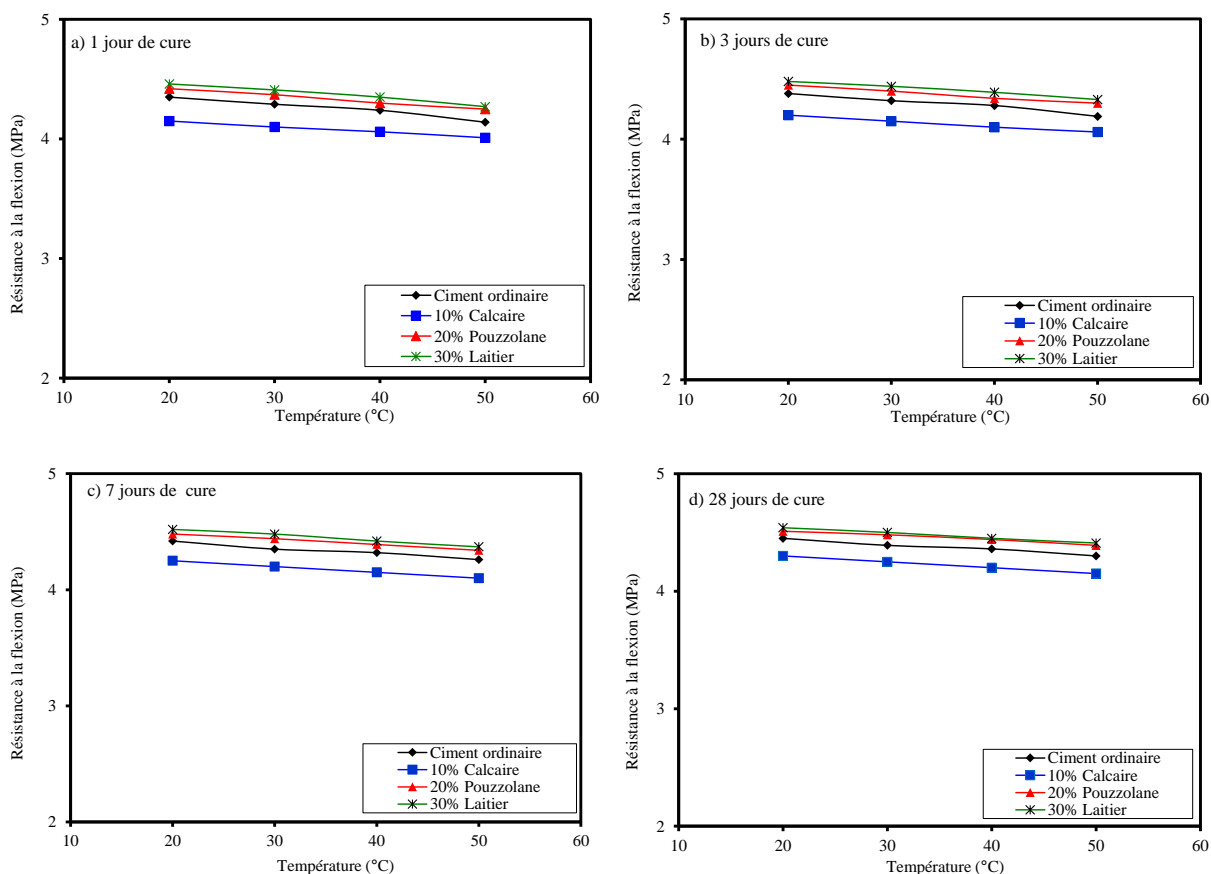 a) 1 jour de cure
5
4
3
2
Résistance à la flexion (MPa)
Ciment ordinaire
10% Calcaire
20% Pouzzolane
30% Laitier
10 20 30 40 50 60
Température (°C)
b) 3 jours de cure
5
4
3
2
Résistance à la flexion (MPa)
Ciment ordinaire
10% Calcaire
20% Pouzzolane
30% Laitier
10 20 30 40 50 60
Température (°C)
c) 7 jours de cure
5
4
3
2
Résistance à la flexion (MPa)
Ciment ordinaire
10% Calcaire
20% Pouzzolane
30% Laitier
10 20 30 40 50 60
Température (°C)
d) 28 jours de cure
5
4
3
2
Résistance à la flexion (MPa)
Ciment ordinaire
10% Calcaire
20% Pouzzolane
30% Laitier
10 20 30 40 50 60
Température (°C)